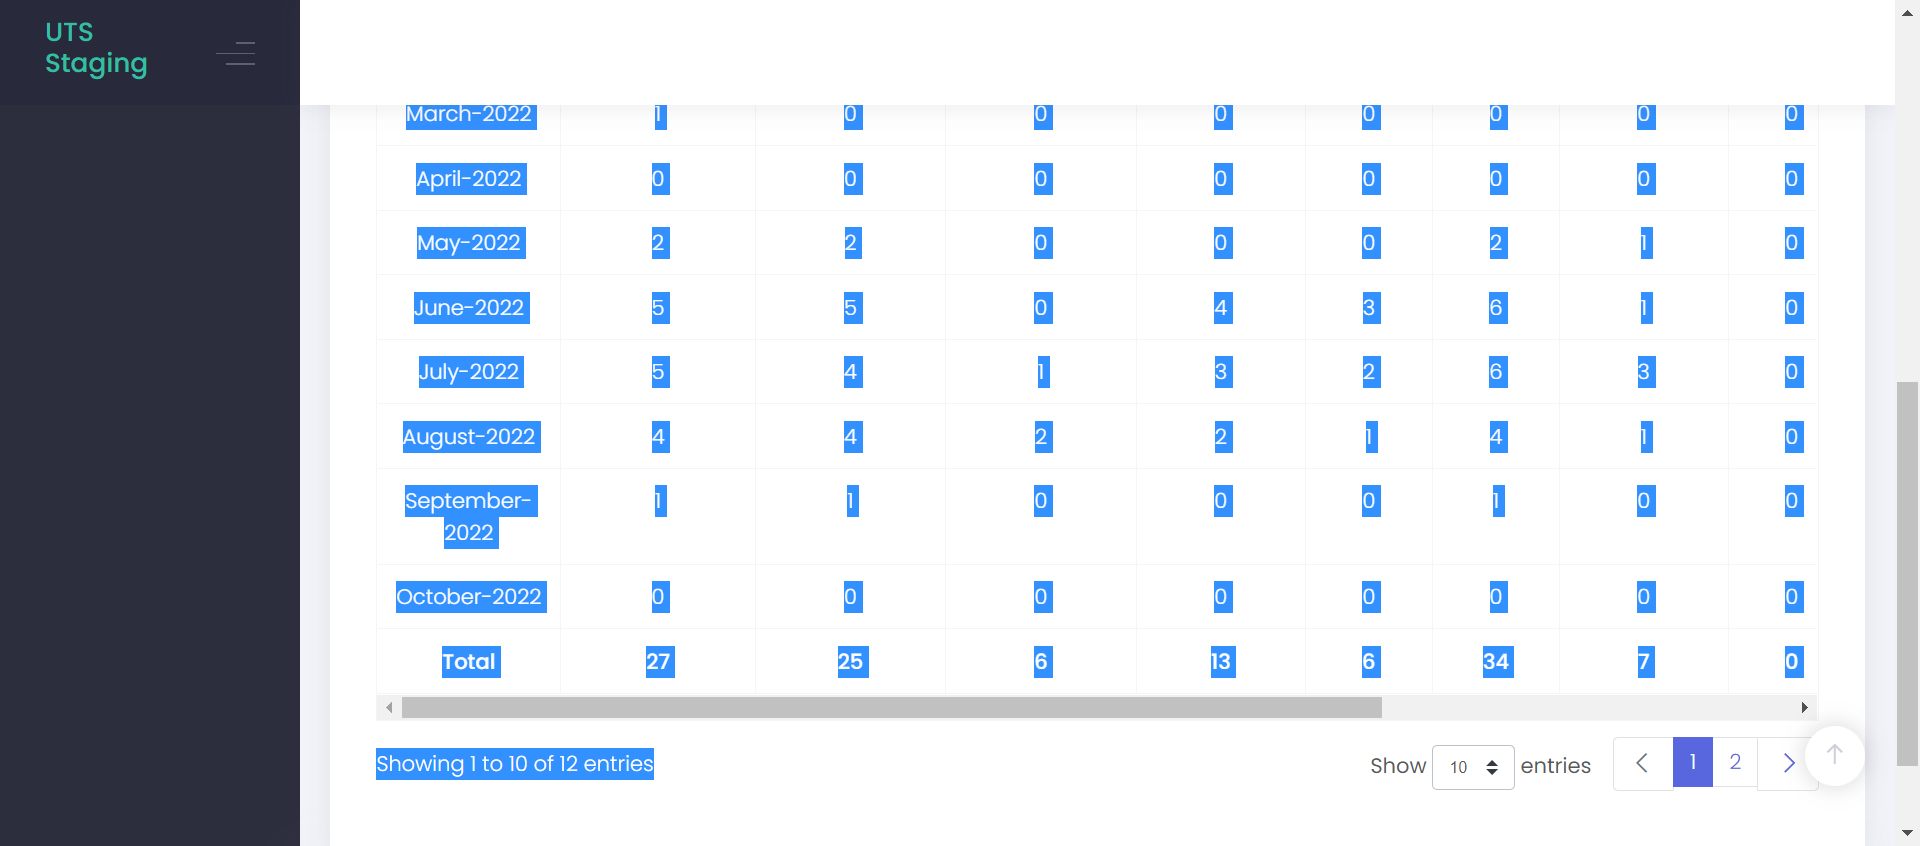 UTS
Staging
March-2022 1 0 0 0 0 0 0 0
April-2022 0 0 0 0 0 0 0 0
May-2022 2 2 0 0 0 2 1 0
June-2022 5 5 0 4 3 6 1 0
July-2022 5 4 1 3 2 6 3 0
August-2022 4 4 2 2 1 4 1 0
September- 1 1 0 0 0 1 0 0
2022
October-2022 0 0 0 0 0 0 0 0
Total 27 25 6 13 6 34 7 0
Showing 1 to 10 of 12 entries Show 10 entries 1 2